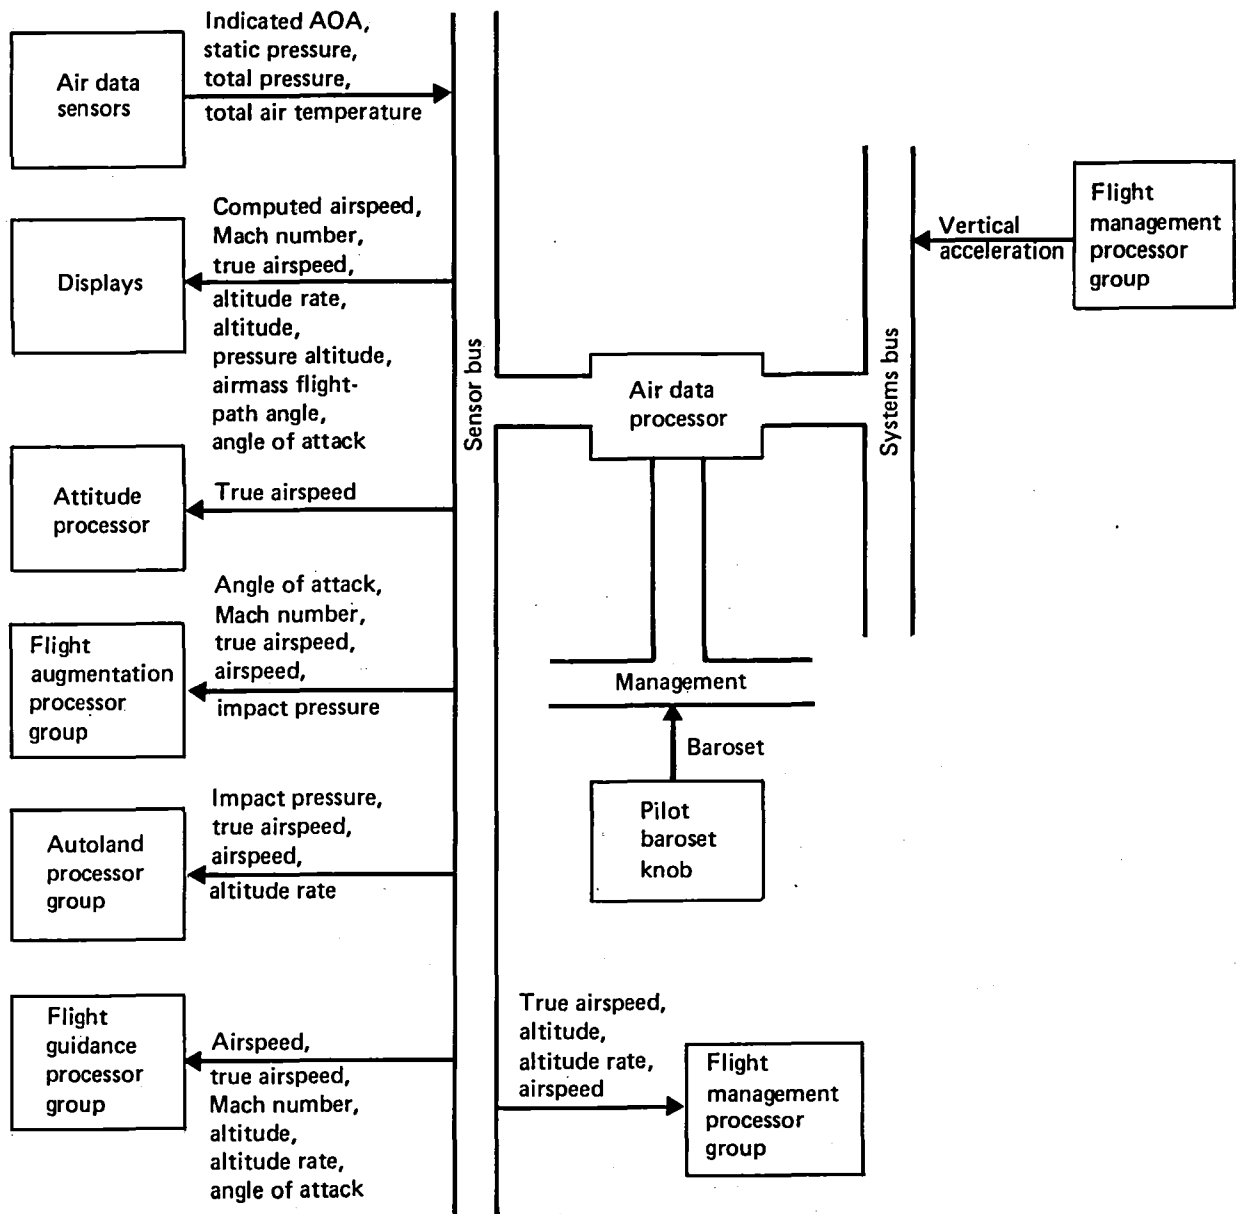 Air data
sensors
Indicated AOA,
static pressure,
total pressure,
total air temperature
Displays
Computed airspeed,
Mach number,
true airspeed,
altitude rate,
altitude,
pressure altitude,
airmass flight-
path angle,
angle of attack
Attitude
processor
True airspeed
Flight
augmentation
processor
group
Angle of attack,
Mach number,
true airspeed,
airspeed,
impact pressure
Autoland
processor
group
Impact pressure,
true airspeed,
airspeed,
altitude rate
Flight
guidance
processor
group
Airspeed,
true airspeed,
Mach number,
altitude,
altitude rate,
angle of attack
Sensor bus
Air data
processor
Management
Baroset
Pilot
baroset
knob
True airspeed,
altitude,
altitude rate,
airspeed
Flight
management
processor
group
Systems bus
Vertical
acceleration
Flight
management
processor
group